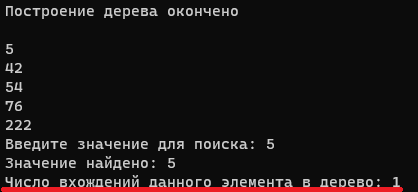 Построение дерева окончено
5
42
54
76
222
Введите значение для поиска: 5
Значение найдено: 5
Число вхождений данного элемента в дерево: 1